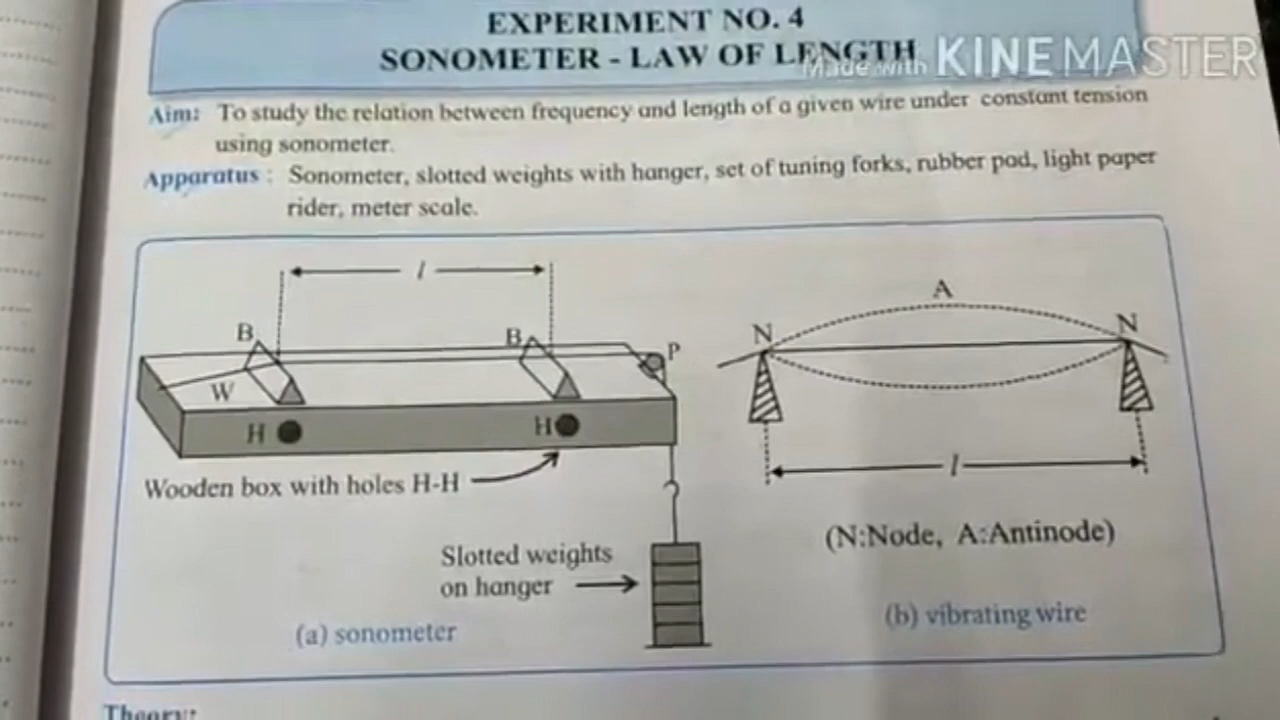 EXPERIMENT NO. 4
SONOMETER - LAW OF LENGTH
Made with KINEMASTER
Aim: To study the relation between frequency and length of a given wire under constant tension
using sonometer.
Apparatus : Sonometer, slotted weights with hanger, set of tuning forks, rubber pad, light paper
rider, meter scale.
l
B
B
P
W
H
H
Wooden box with holes H-H
Slotted weights
on hanger
(a) sonometer
A
N
N
l
(N:Node, A:Antinode)
(b) vibrating wire
Theory: